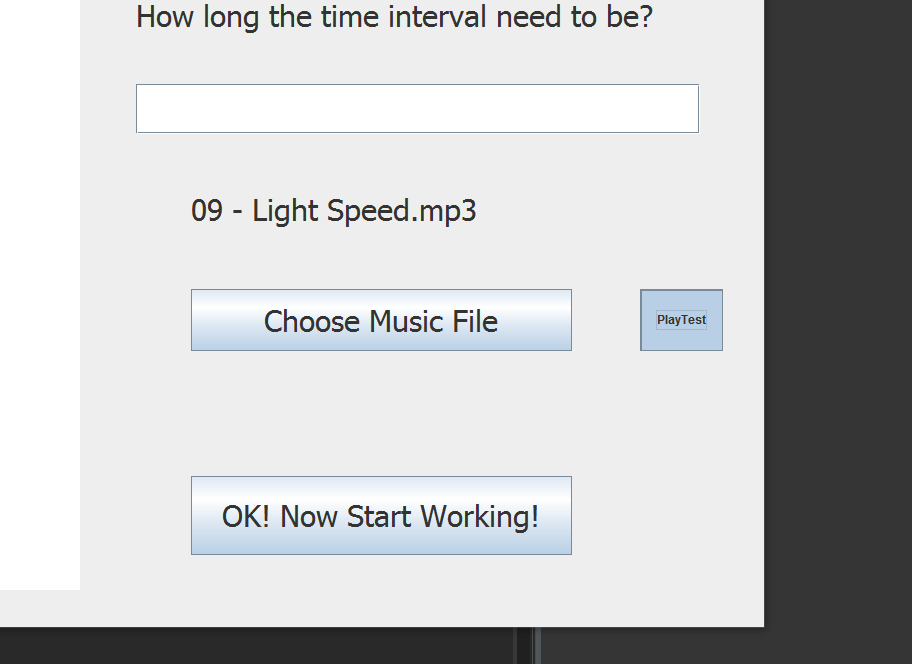 How long the time interval need to be?
09 - Light Speed.mp3
Choose Music File
PlayTest
OK! Now Start Working!